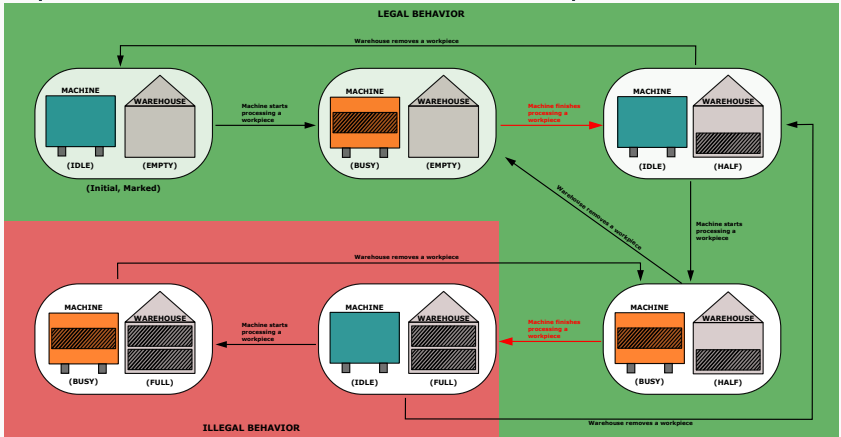 LEGAL BEHAVIOR
Warehouse removes a workpiece
MACHINE
WAREHOUSE
(IDLE)
(EMPTY)
(Initial, Marked)
Machine starts
processing a
workpiece
MACHINE
WAREHOUSE
(BUSY)
(EMPTY)
Machine finishes
processing a
workpiece
MACHINE
WAREHOUSE
(IDLE)
(HALF)
Warehouse removes a workpiece
Machine starts
processing a
workpiece
Warehouse removes a workpiece
MACHINE
WAREHOUSE
(BUSY)
(FULL)
Machine starts
processing a
workpiece
MACHINE
WAREHOUSE
(IDLE)
(FULL)
Machine finishes
processing a
workpiece
MACHINE
WAREHOUSE
(BUSY)
(HALF)
Warehouse removes a workpiece
ILLEGAL BEHAVIOR